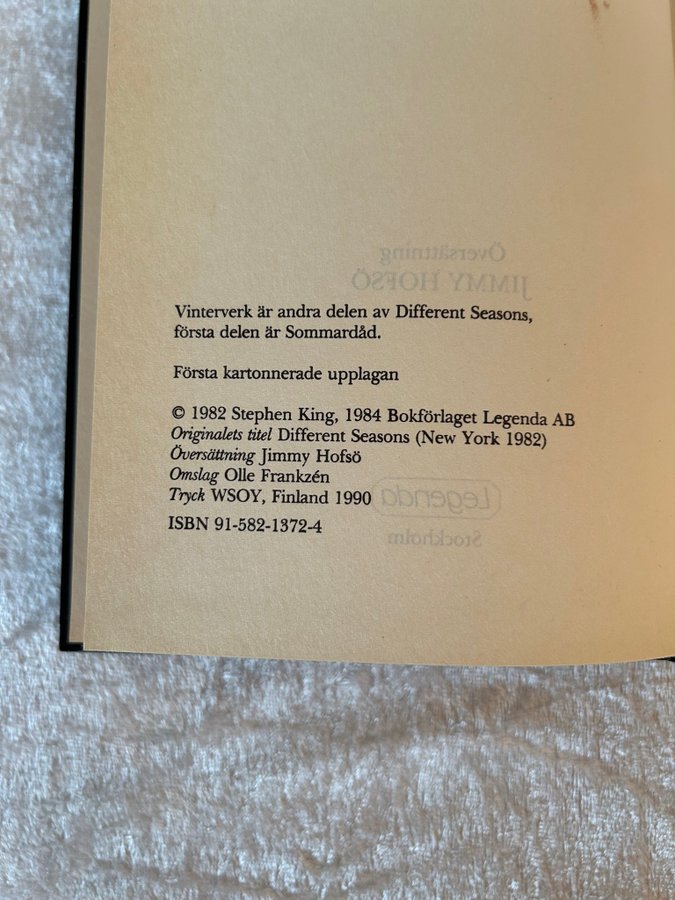 Översättning
JIMMY HOFSÖ
Vinterverk är andra delen av Different Seasons,
första delen är Sommardåd.
Första kartonnerade upplagan
© 1982 Stephen King, 1984 Bokförlaget Legenda AB
Originalets titel Different Seasons (New York 1982)
Översättning Jimmy Hofsö
Omslag Olle Frankzén
Tryck WSOY, Finland 1990
Legenda
ISBN 91-582-1372-4
Stockholm